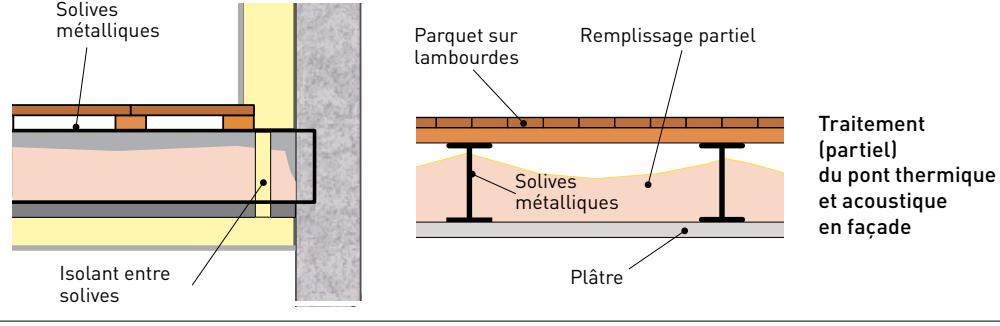 Solives
métalliques
Isolant entre
solives
Parquet sur
lambourdes
Remplissage partiel
Solives
métalliques
Plâtre
Traitement
(partiel)
du pont thermique
et acoustique
en façade